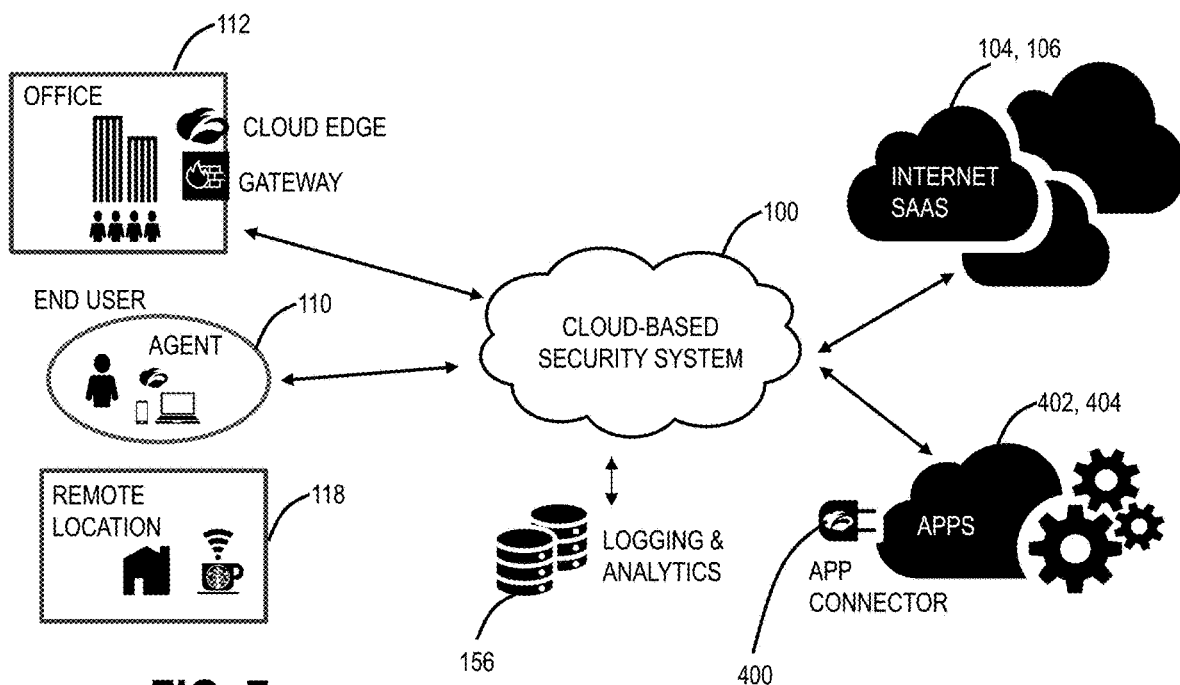 112
OFFICE
CLOUD EDGE
GATEWAY
104, 106
INTERNET
SAAS
100
CLOUD-BASED
SECURITY SYSTEM
END USER
110
AGENT
REMOTE
LOCATION
118
LOGGING &
ANALYTICS
156
402, 404
APPS
APP
CONNECTOR
400